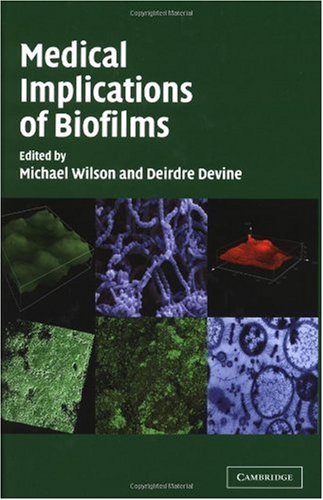 Medical
Implications
of Biofilms
Edited by
Michael Wilson and Deirdre Devine
CAMBRIDGE